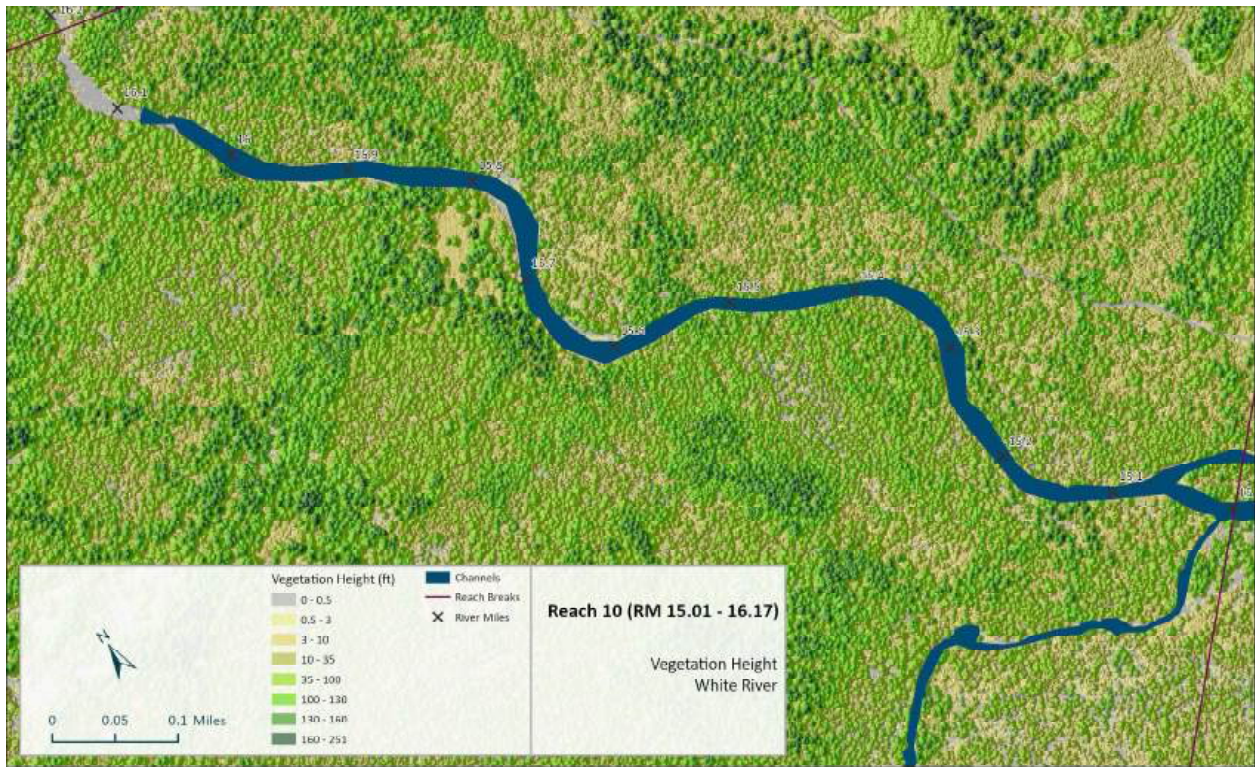 16.1
16
15.9
15.7
15.2
15.1
Vegetation Height (ft)
0 - 0.5
0.5 - 3
3 - 10
10 - 35
35 - 100
100 - 130
130 - 160
160 - 251
Channels
Reach Breaks
River Miles
N
0 0.05 0.1 Miles
Reach 10 (RM 15.01 - 16.17)
Vegetation Height
White River